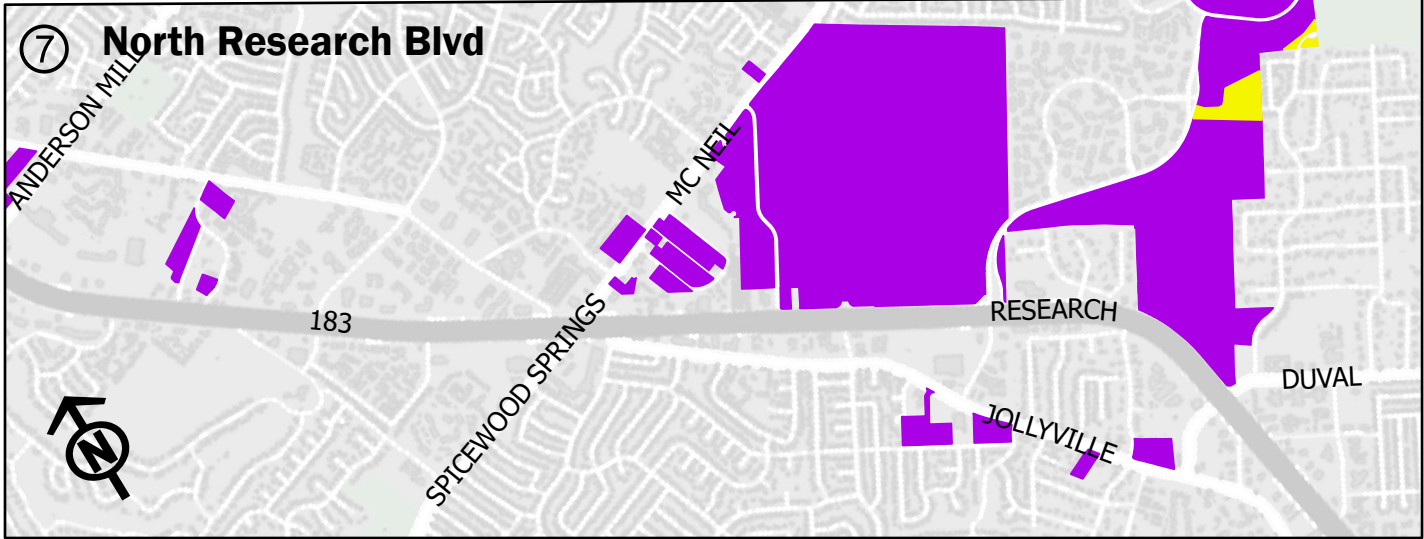 7 North Research Blvd
ANDERSON MILL
MC NEIL
183
RESEARCH
SPICEWOOD SPRINGS
DUVAL
JOLLYVILLE
N